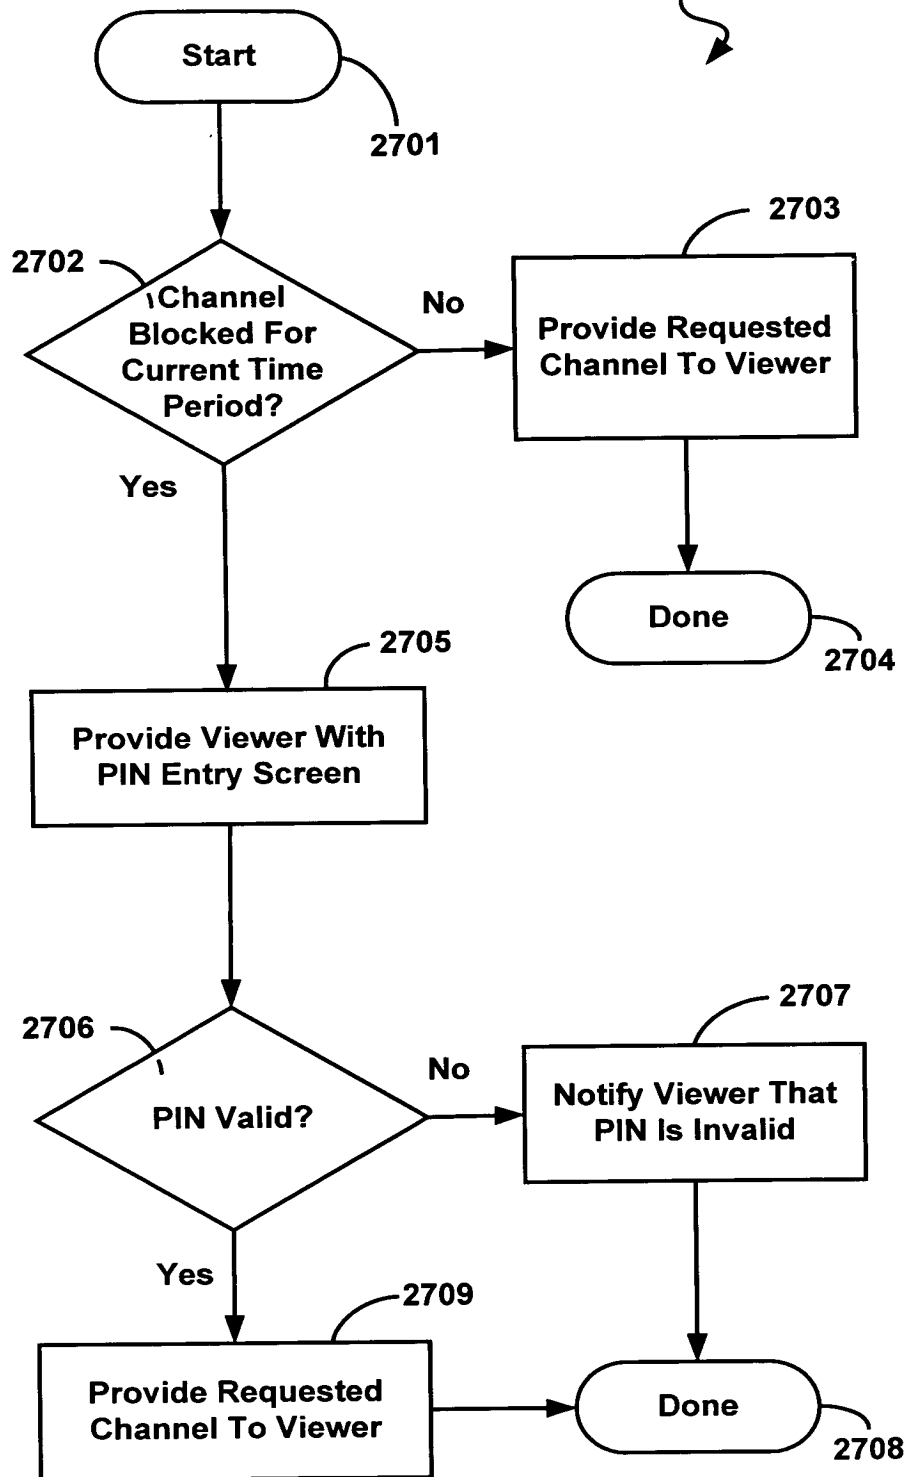 Start
2701
2702
Channel
Blocked For
Current Time
Period?
No
2703
Provide Requested
Channel To Viewer
Yes
Done
2704
2705
Provide Viewer With
PIN Entry Screen
2706
PIN Valid?
No
2707
Notify Viewer That
PIN Is Invalid
Yes
2709
Provide Requested
Channel To Viewer
Done
2708